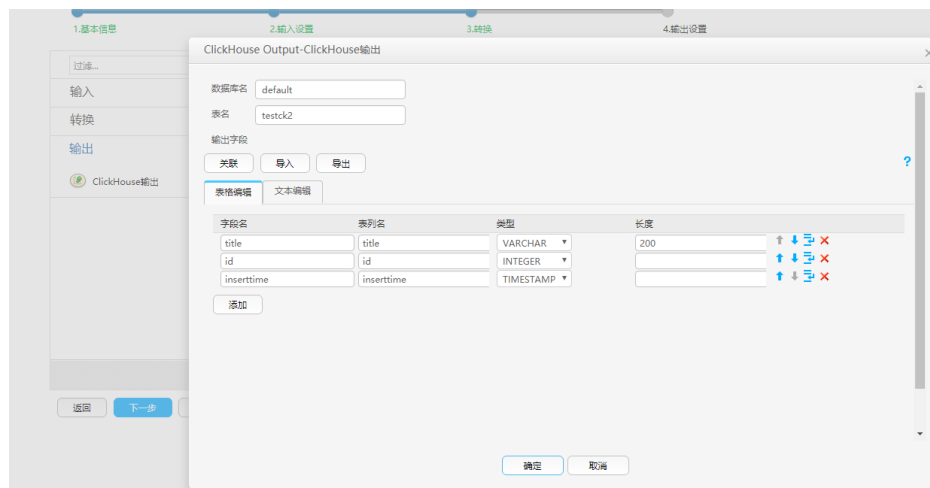 1.基本信息 2.输入设置 3.转换 4.输出设置
ClickHouse Output-ClickHouse输出
过滤...
输入
转换
输出
ClickHouse输出
返回 下一步
数据库名 default
表名 testck2
输出字段
关联 导入 导出
?
表格编辑 文本编辑
字段名 表列名 类型 长度
title title VARCHAR 200
id id INTEGER
inserttime inserttime TIMESTAMP
添加
确定 取消